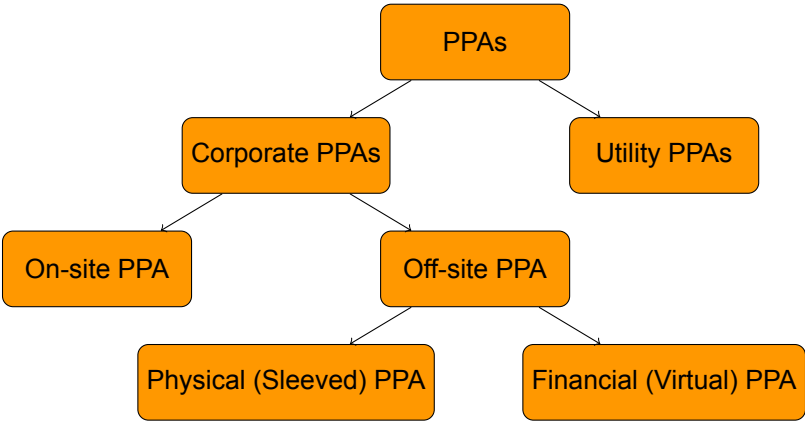 PPAs
Corporate PPAs
Utility PPAs
On-site PPA
Off-site PPA
Physical (Sleeved) PPA
Financial (Virtual) PPA